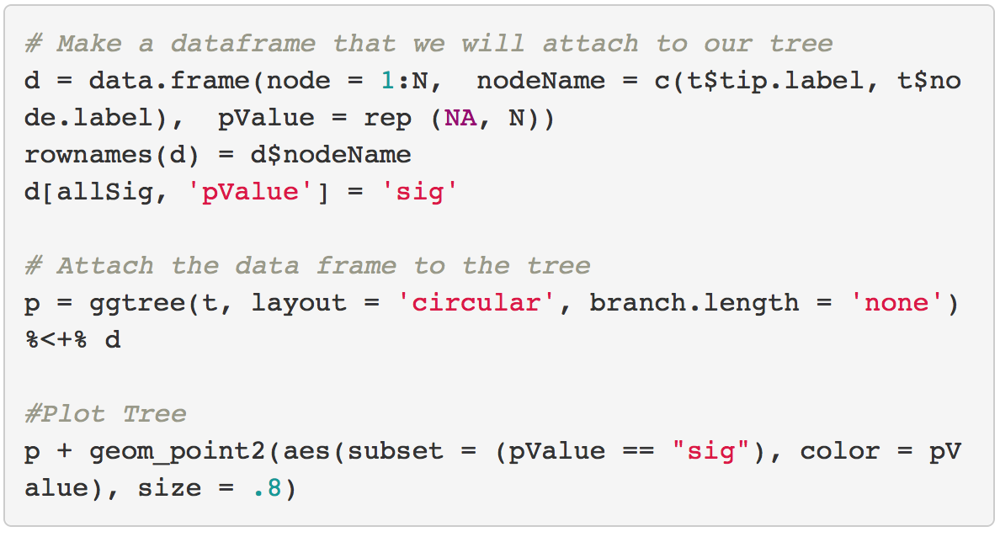 # Make a dataframe that we will attach to our tree
d = data.frame(node = 1:N,  nodeName = c(t$tip.label, t$no
de.label),  pValue = rep (NA, N))
rownames(d) = d$nodeName
d[allSig, 'pValue'] = 'sig'

# Attach the data frame to the tree
p = ggtree(t, layout = 'circular', branch.length = 'none')
%<+% d

#Plot Tree
p + geom_point2(aes(subset = (pValue == "sig"), color = pV
alue), size = .8)